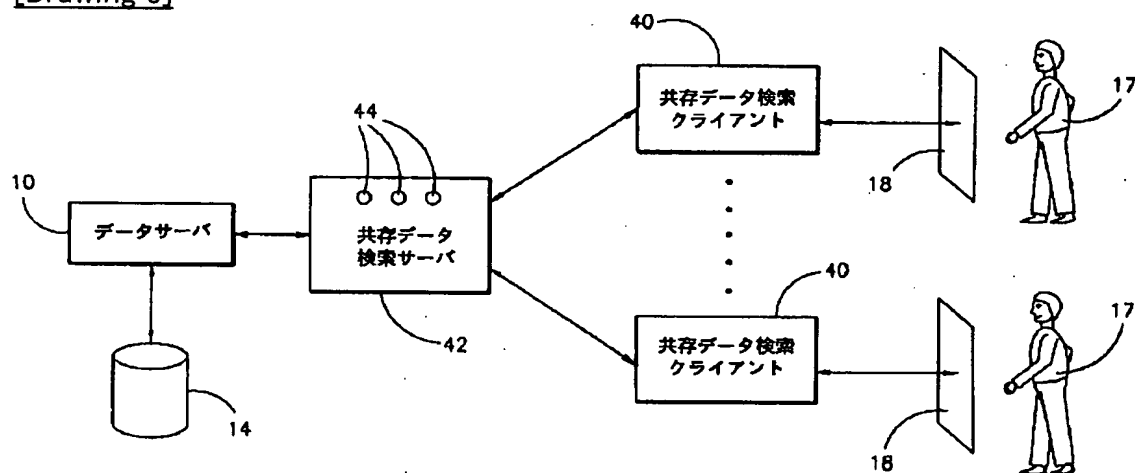 [Drawing 6]
40
共存データ検索
クライアント
17
18
44
10
データサーバ
共存データ
検索サーバ
42
14
40
共存データ検索
クライアント
17
18